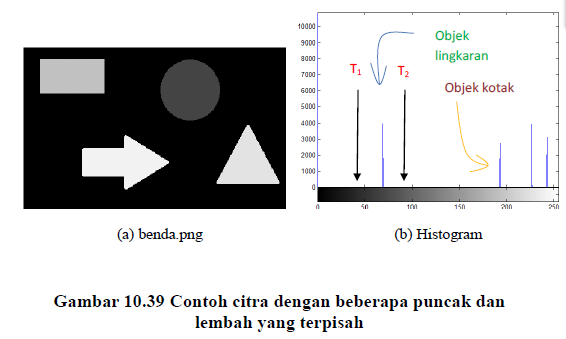 10000
9000
8000
7000
6000
5000
4000
3000
2000
1000
0
0 50 100 150 200 250
Objek
lingkaran
T1 T2
Objek kotak
(a) benda.png (b) Histogram
Gambar 10.39 Contoh citra dengan beberapa puncak dan
lembah yang terpisah